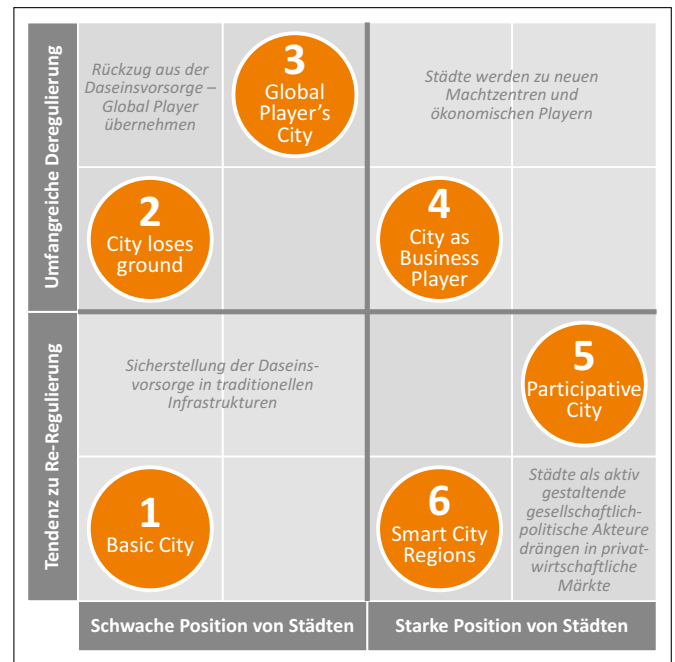 Umfangreiche Deregulierung
Rückzug aus der
Daseinsvorsorge –
Global Player
übernehmen
3
Global
Player’s
City
Städte werden zu neuen
Machtzentren und
ökonomischen Playern
2
City loses
ground
4
City as
Business
Player
Tendenz zu Re-Regulierung
Sicherstellung der Daseins-
vorsorge in traditionellen
Infrastrukturen
5
Participative
City
1
Basic City
6
Smart City
Regions
Städte als aktiv
gestaltende
gesellschaftlich-
politische Akteure
drängen in privat-
wirtschaftliche
Märkte
Schwache Position von Städten
Starke Position von Städten